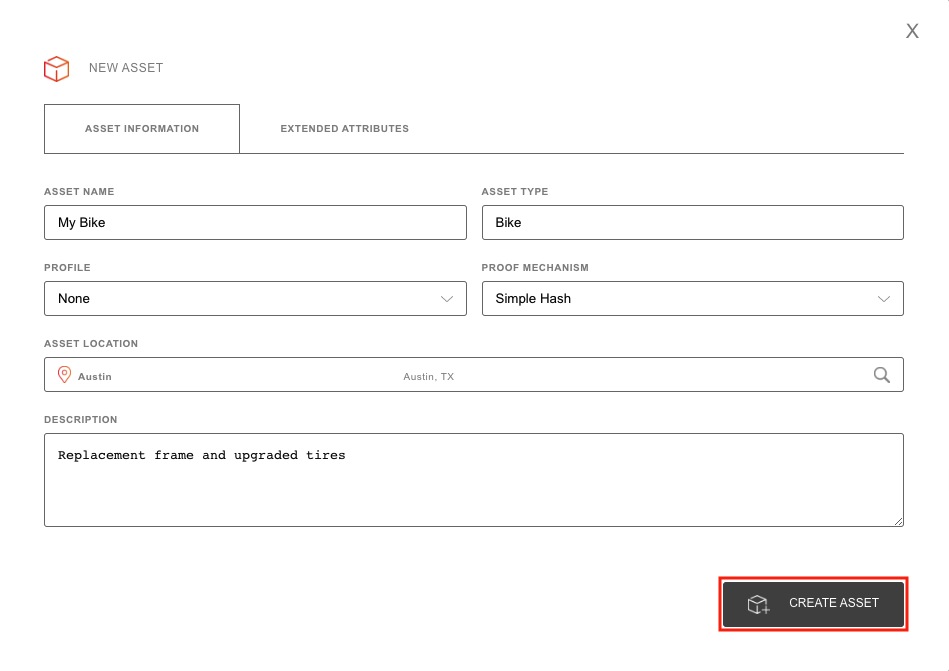 X
NEW ASSET
ASSET INFORMATION
EXTENDED ATTRIBUTES
ASSET NAME
ASSET TYPE
My Bike
Bike
PROFILE
PROOF MECHANISM
None
Simple Hash
ASSET LOCATION
Austin
Austin, TX
DESCRIPTION
Replacement frame and upgraded tires
CREATE ASSET